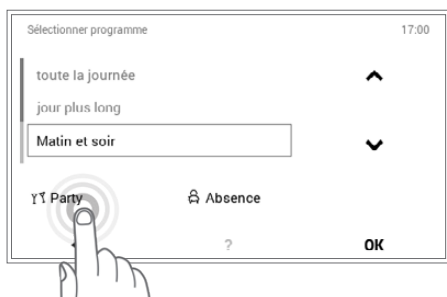 Sélectionner programme 17:00
toute la journée
jour plus long
Matin et soir
Party Absence
? OK